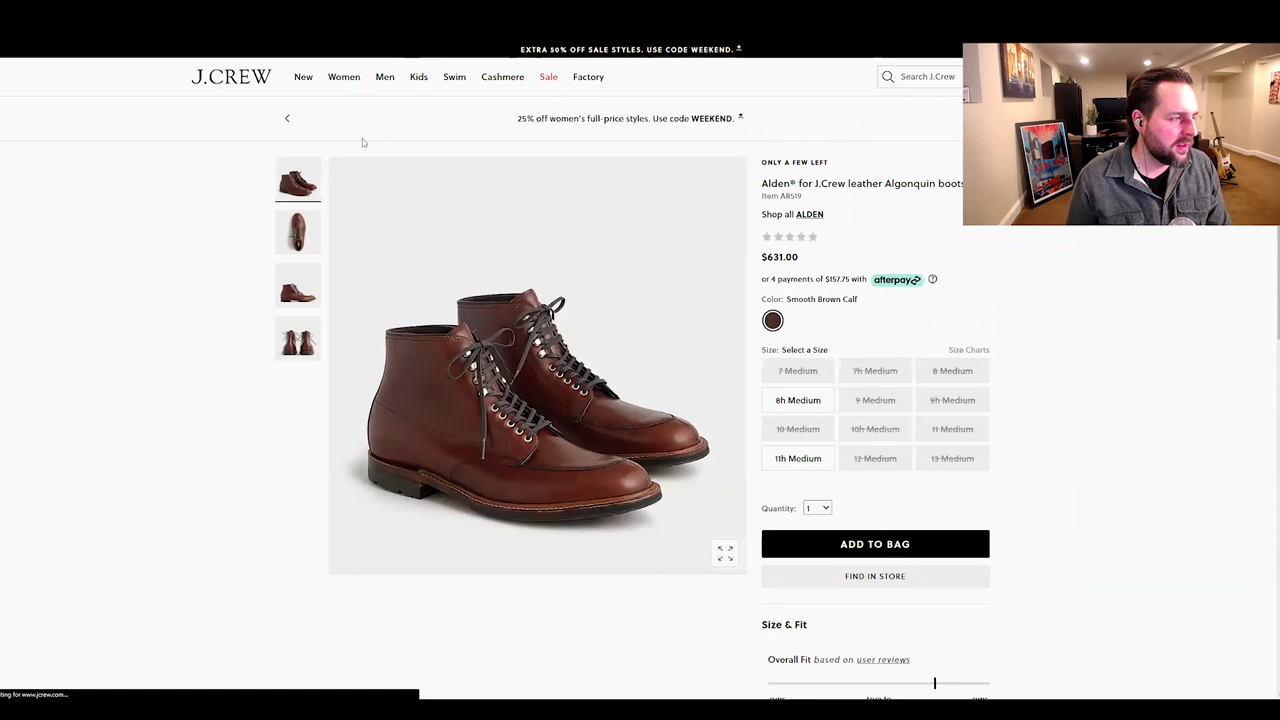 EXTRA 50% OFF SALE STYLES. USE CODE WEEKEND.
J.CREW
New Women Men Kids Swim Cashmere Sale Factory
Search J.Crew
25% off women's full-price styles. Use code WEEKEND.
ONLY A FEW LEFT
Alden® for J.Crew leather Algonquin boots
Item AR519
Shop all ALDEN
$631.00
or 4 payments of $157.75 with afterpay
Color: Smooth Brown Calf
Size: Select a Size Size Charts
7 Medium 7h Medium 8 Medium
8h Medium 9 Medium 9h Medium
10 Medium 10h Medium 11 Medium
11h Medium 12 Medium 13 Medium
Quantity: 1
ADD TO BAG
FIND IN STORE
Size & Fit
Overall Fit based on user reviews
for www.jcrew.com...